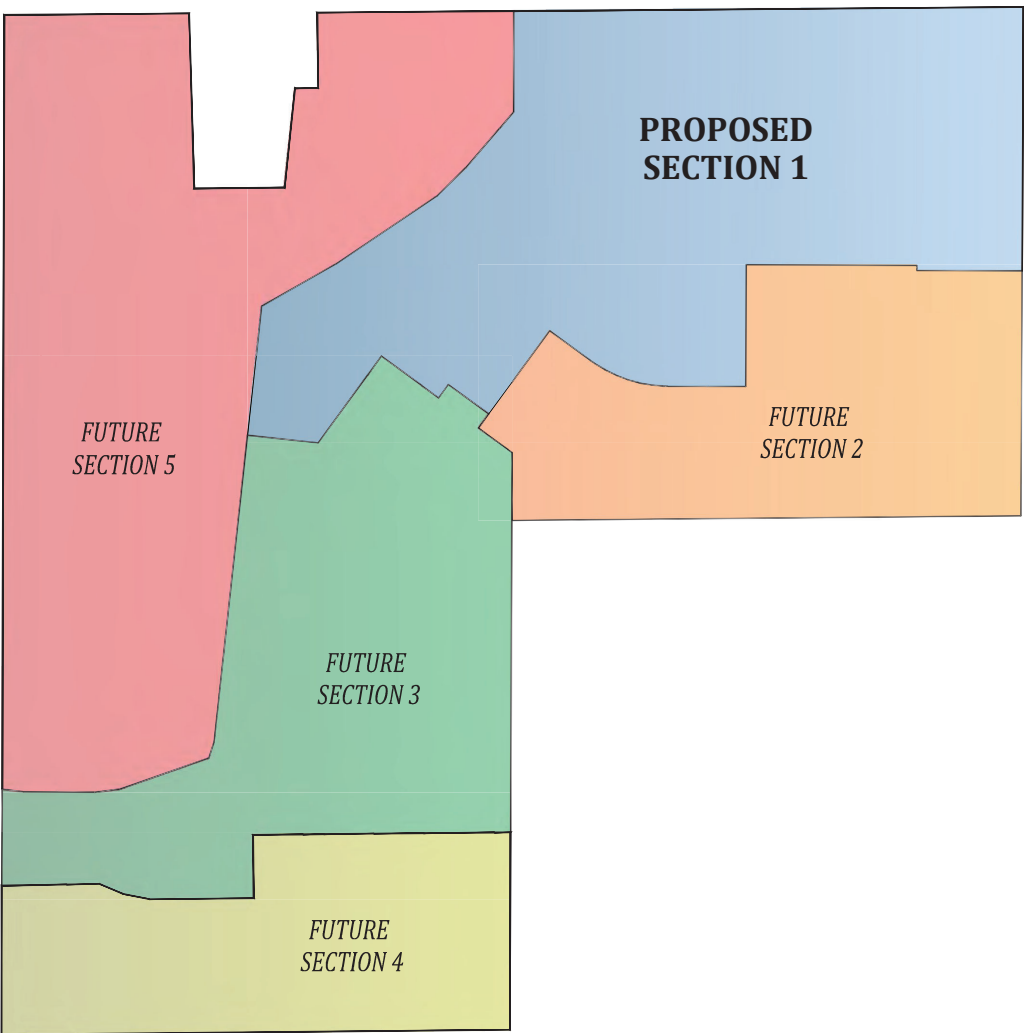 PROPOSED
SECTION 1
FUTURE
SECTION 5
FUTURE
SECTION 2
FUTURE
SECTION 3
FUTURE
SECTION 4